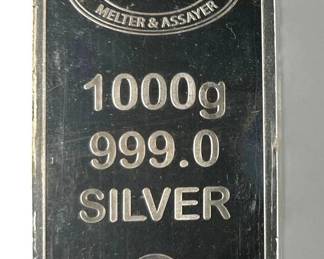 MELTER & ASSAYER
1000g
999.0
SILVER